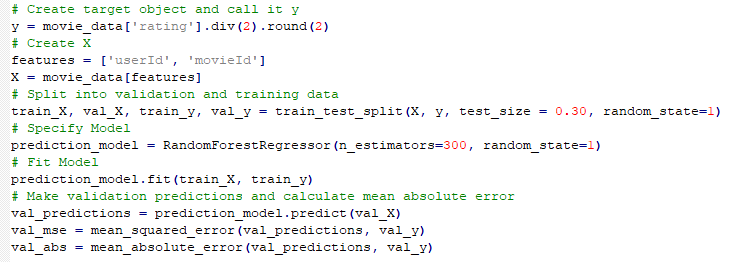 # Create target object and call it y
y = movie_data['rating'].div(2).round(2)
# Create X
features = ['userId', 'movieId']
X = movie_data[features]
# Split into validation and training data
train_X, val_X, train_y, val_y = train_test_split(X, y, test_size = 0.30, random_state=1)
# Specify Model
prediction_model = RandomForestRegressor(n_estimators=300, random_state=1)
# Fit Model
prediction_model.fit(train_X, train_y)
# Make validation predictions and calculate mean absolute error
val_predictions = prediction_model.predict(val_X)
val_mse = mean_squared_error(val_predictions, val_y)
val_abs = mean_absolute_error(val_predictions, val_y)